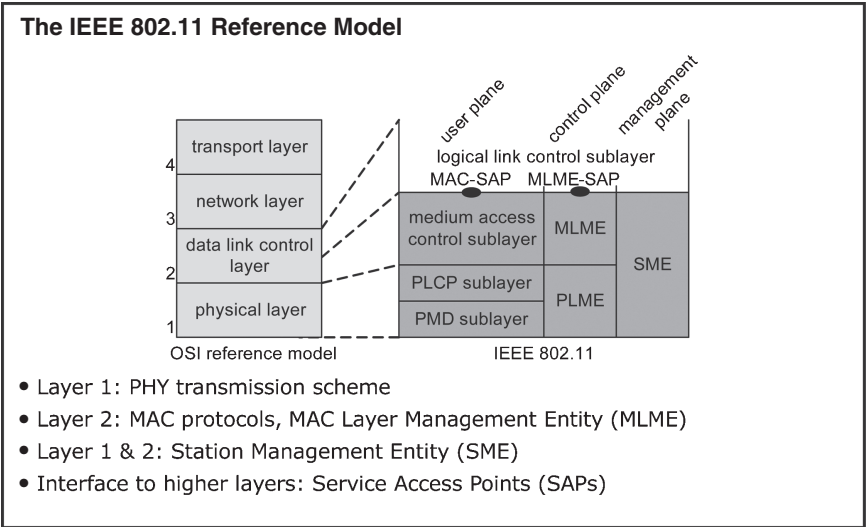 The IEEE 802.11 Reference Model
user plane
control plane
management
plane
transport layer
4
network layer
3
data link control
layer
2
physical layer
1
OSI reference model
logical link control sublayer
MAC-SAP MLME-SAP
medium access
control sublayer
MLME
SME
PLCP sublayer
PLME
PMD sublayer
IEEE 802.11
• Layer 1: PHY transmission scheme
• Layer 2: MAC protocols, MAC Layer Management Entity (MLME)
• Layer 1 & 2: Station Management Entity (SME)
• Interface to higher layers: Service Access Points (SAPs)